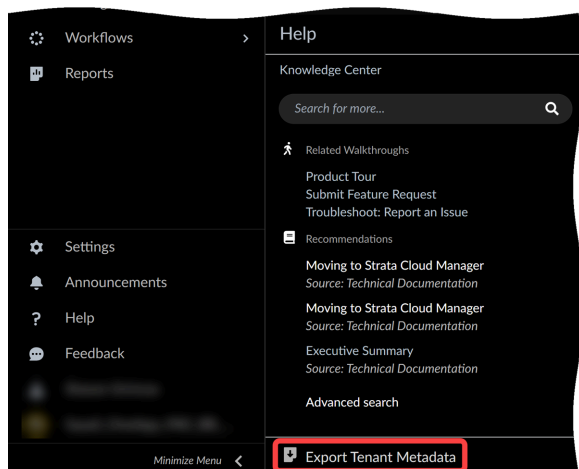 Workflows
Reports
Settings
Announcements
Help
Feedback
Minimize Menu
Help
Knowledge Center
Search for more...
Related Walkthroughs
Product Tour
Submit Feature Request
Troubleshoot: Report an Issue
Recommendations
Moving to Strata Cloud Manager
Source: Technical Documentation
Moving to Strata Cloud Manager
Source: Technical Documentation
Executive Summary
Source: Technical Documentation
Advanced search
Export Tenant Metadata